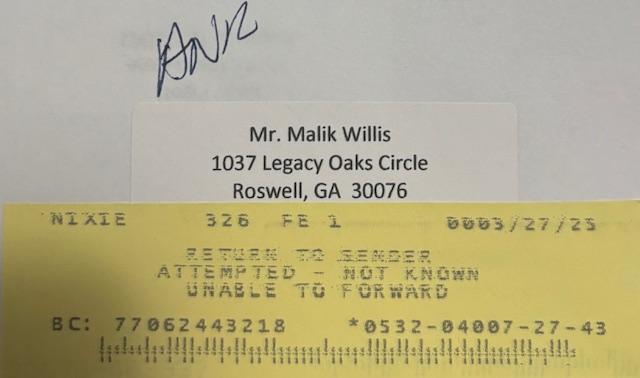 ANK
Mr. Malik Willis
1037 Legacy Oaks Circle
Roswell, GA 30076
NIXIE 326 FE 1 0003/27/25
RETURN TO SENDER
ATTEMPTED - NOT KNOWN
UNABLE TO FORWARD
BC: 77062443218 *0532-04007-27-43